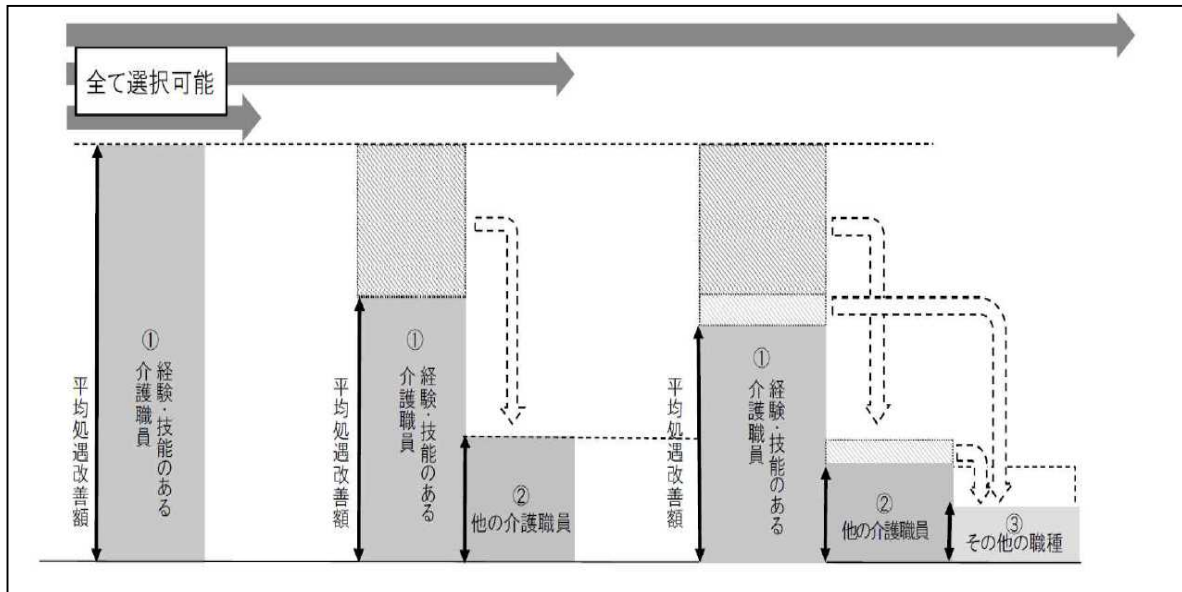 全て選択可能
平均処遇改善額
①
経験・技能のある
介護職員
平均処遇改善額
①
経験・技能のある
介護職員
②
他の介護職員
平均処遇改善額
①
経験・技能のある
介護職員
②
他の介護職員
③
その他の職種